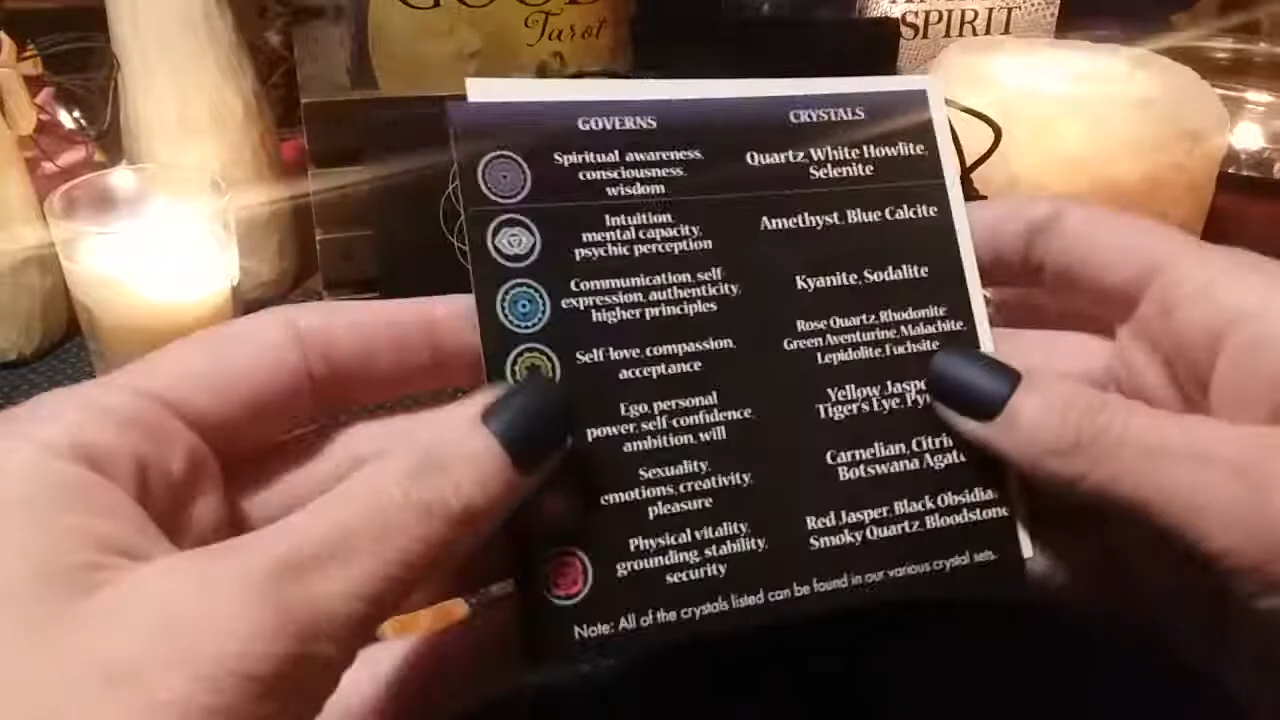 GOOD
Tarot
SPIRIT
GOVERNS
CRYSTALS
Spiritual awareness,
consciousness,
wisdom
Quartz, White Howlite,
Selenite
Intuition,
mental capacity,
psychic perception
Amethyst, Blue Calcite
Communication, self
expression, authenticity,
higher principles
Kyanite, Sodalite
Self-love, compassion,
acceptance
Rose Quartz, Rhodonite
Green Aventurine, Malachite,
Lepidolite, Fuchsite
Ego, personal
power, self-confidence,
ambition, will
Yellow
Tiger's Eye,
Sexuality,
emotions, creativity,
pleasure
Carnelian,
Botswana
Physical vitality,
grounding, stability,
security
Red Jasper, Black
Smoky Quartz, Bloodstone
Note: All of the crystals listed can be found in our various crystal sets.